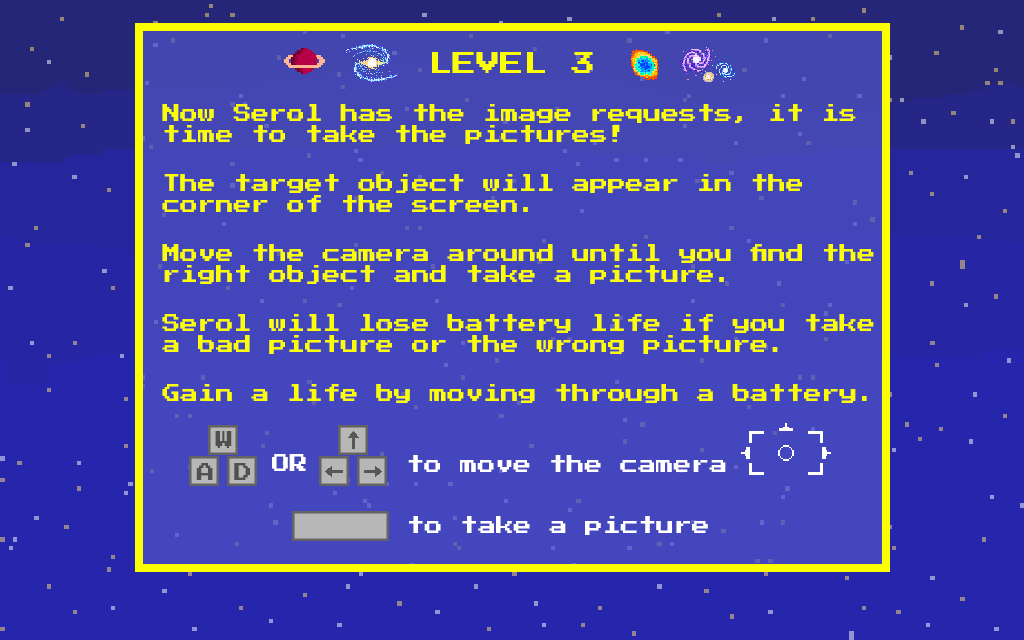 LEVEL 3
Now Serol has the image requests, it is
time to take the pictures!
The target object will appear in the
corner of the screen.
Move the camera around until you find the
right object and take a picture.
Serol will lose battery life if you take
a bad picture or the wrong picture.
Gain a life by moving through a battery.
W ↑
A D OR ← → to move the camera
to take a picture